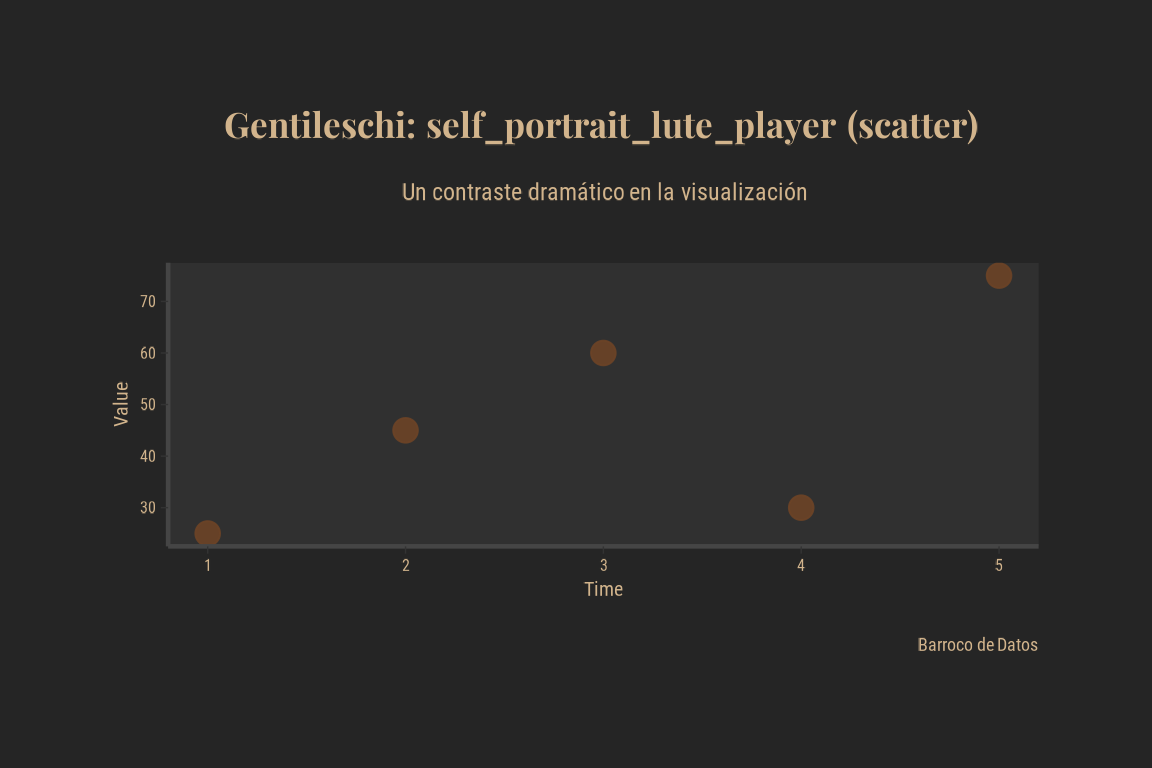 Gentileschi: self_portrait_lute_player (scatter)
Un contraste dramático en la visualización
70
60
50
40
30
Value
1 2 3 4 5
Time
Barroco de Datos